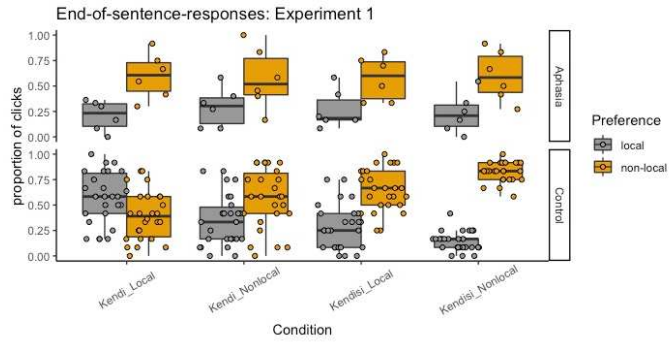 End-of-sentence-responses: Experiment 1
proportion of clicks
1.00
0.75
0.50
0.25
0.00
Aphasia
1.00
0.75
0.50
0.25
0.00
Control
Kendi_Local
Kendi_Nonlocal
Kendisi_Local
Kendisi_Nonlocal
Condition
Preference
local
non-local